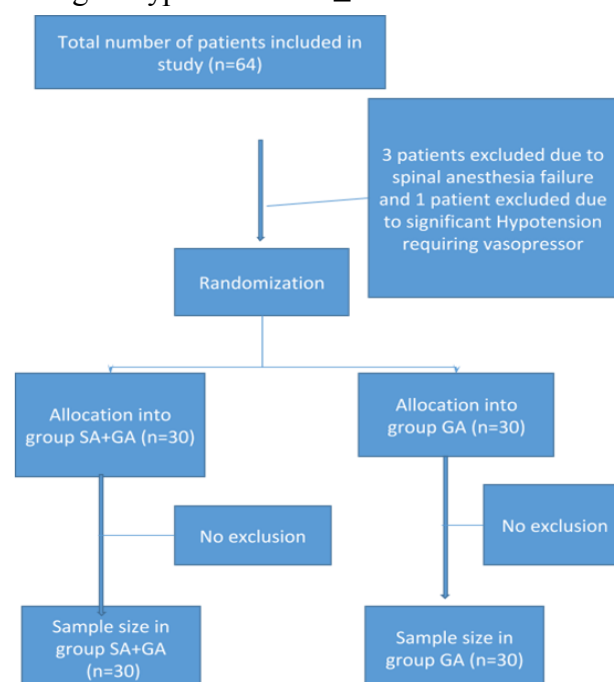 Total number of patients included in
study (n=64)
3 patients excluded due to
spinal anesthesia failure
and 1 patient excluded due
to significant Hypotension
requiring vasopressor
Randomization
Allocation into
group SA+GA (n=30)
Allocation into
group GA (n=30)
No exclusion
No exclusion
Sample size in
group SA+GA
(n=30)
Sample size in
group GA (n=30)